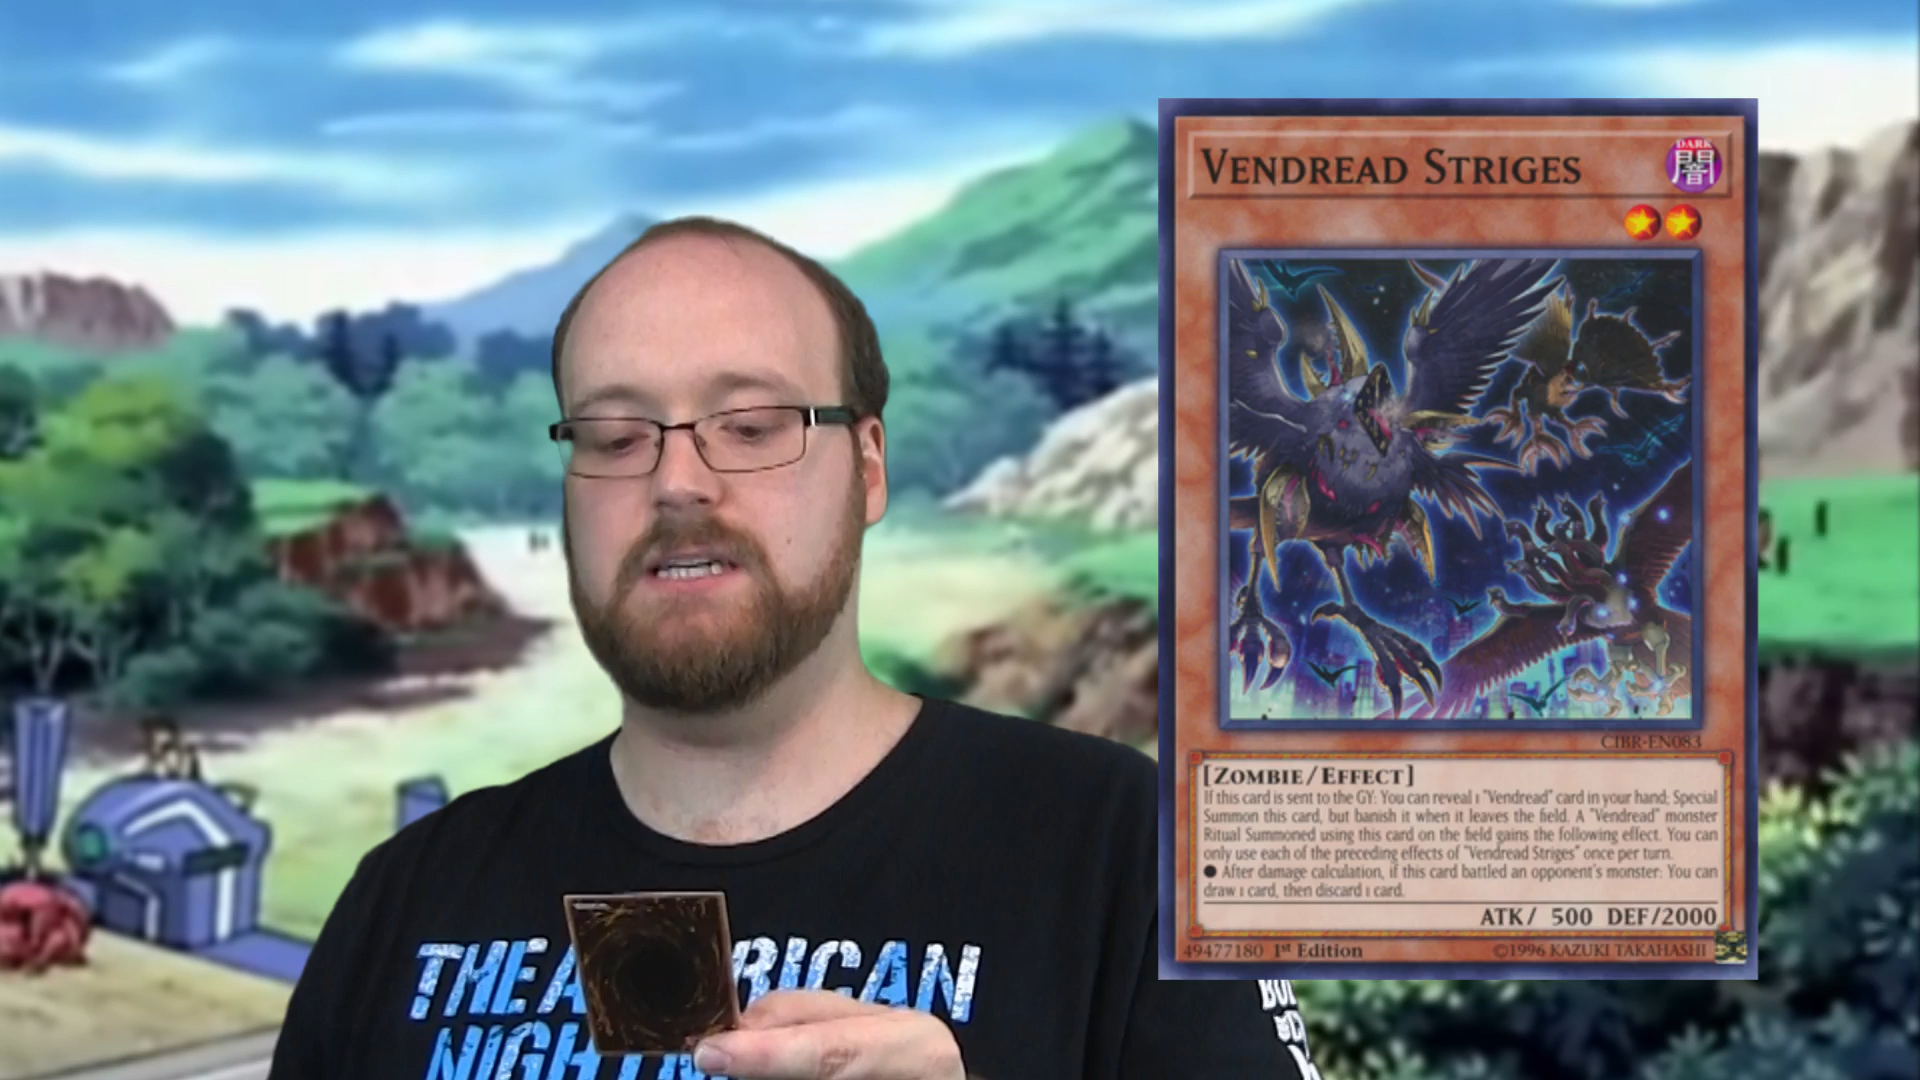 VENDREAD STRIGES
DARK
闇
CIBR-EN083
[ZOMBIE/EFFECT]
If this card is sent to the GY: You can reveal 1 "Vendread" card in your hand; Special
Summon this card, but banish it when it leaves the field. A "Vendread" monster
Ritual Summoned using this card on the field gains the following effect. You can
only use each of the preceding effects of "Vendread Striges" once per turn.
● After damage calculation, if this card battled an opponent's monster: You can
draw 1 card, then discard 1 card.
ATK/ 500 DEF/2000
49477180 1st Edition ©1996 KAZUKI TAKAHASHI
THE